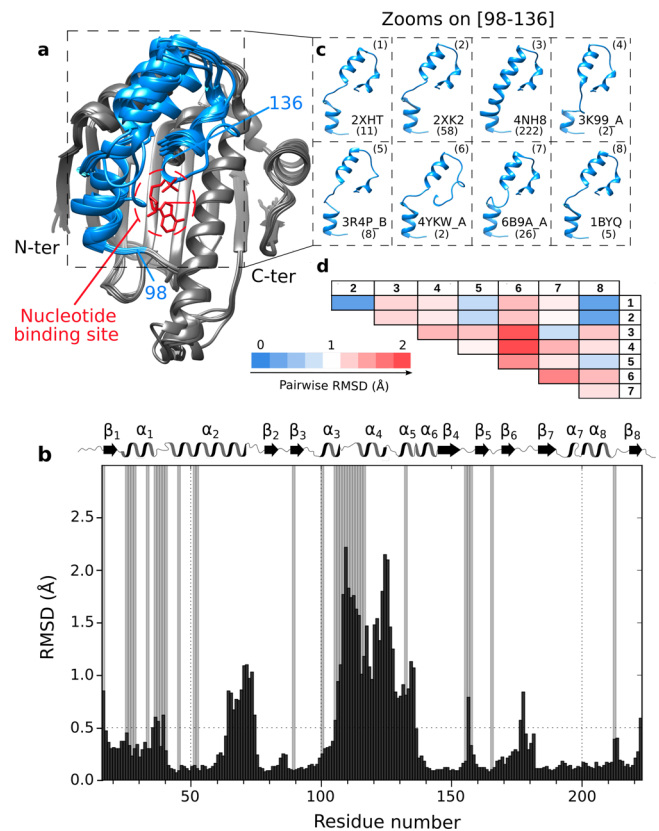 Zooms on [98-136]
a
c
136
N-ter
98
C-ter
Nucleotide
binding site
(1) (2) (3) (4)
2XHT 2XK2 4NH8 3K99_A
(11) (58) (222) (2)
(5) (6) (7) (8)
3R4P_B 4YKW_A 6B9A_A 1BYQ
(8) (2) (26) (5)
d
2 3 4 5 6 7 8
1
2
3
4
5
6
7
0 1 2
Pairwise RMSD (Å)
b
β1 α1 α2 β2 β3 α3 α4 α5 α6 β4 β5 β6 β7 α7 α8 β8
RMSD (Å)
2.5
2.0
1.5
1.0
0.5
0.0
50 100 150 200
Residue number